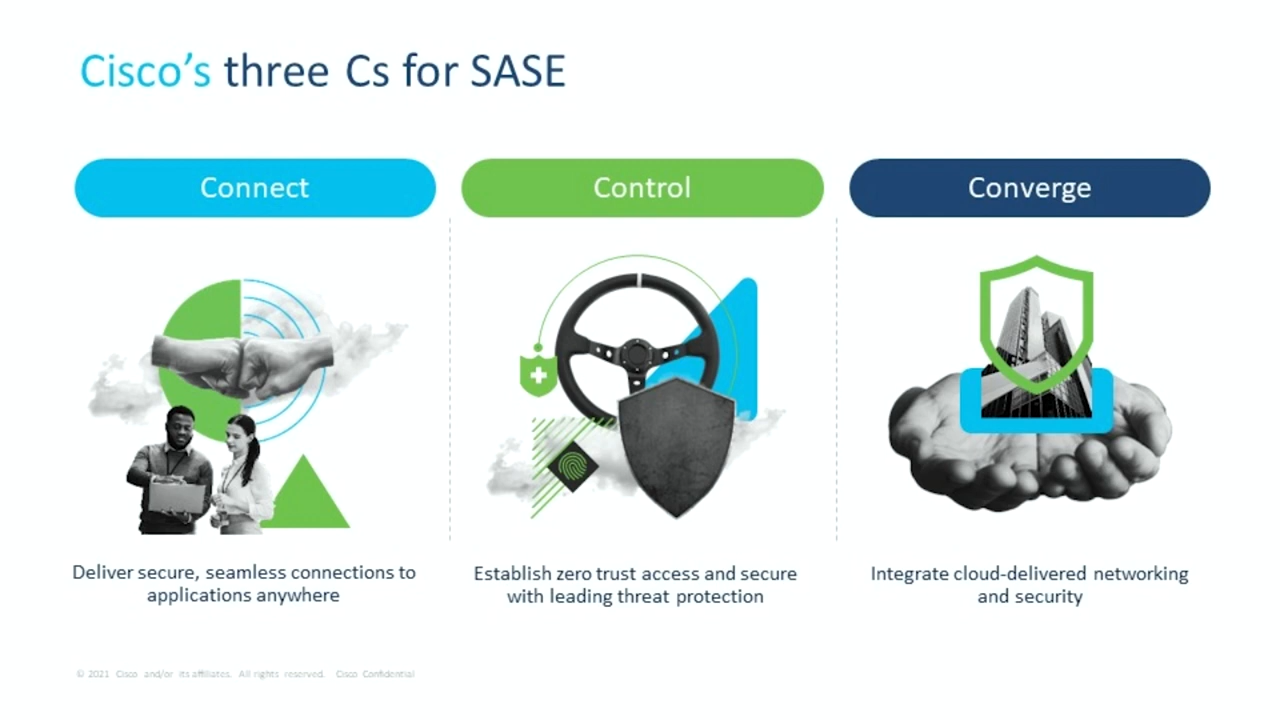 Cisco's three Cs for SASE
Connect
Control
Converge
Deliver secure, seamless connections to
applications anywhere
Establish zero trust access and secure
with leading threat protection
Integrate cloud-delivered networking
and security
© 2021 Cisco and/or its affiliates. All rights reserved. Cisco Confidential